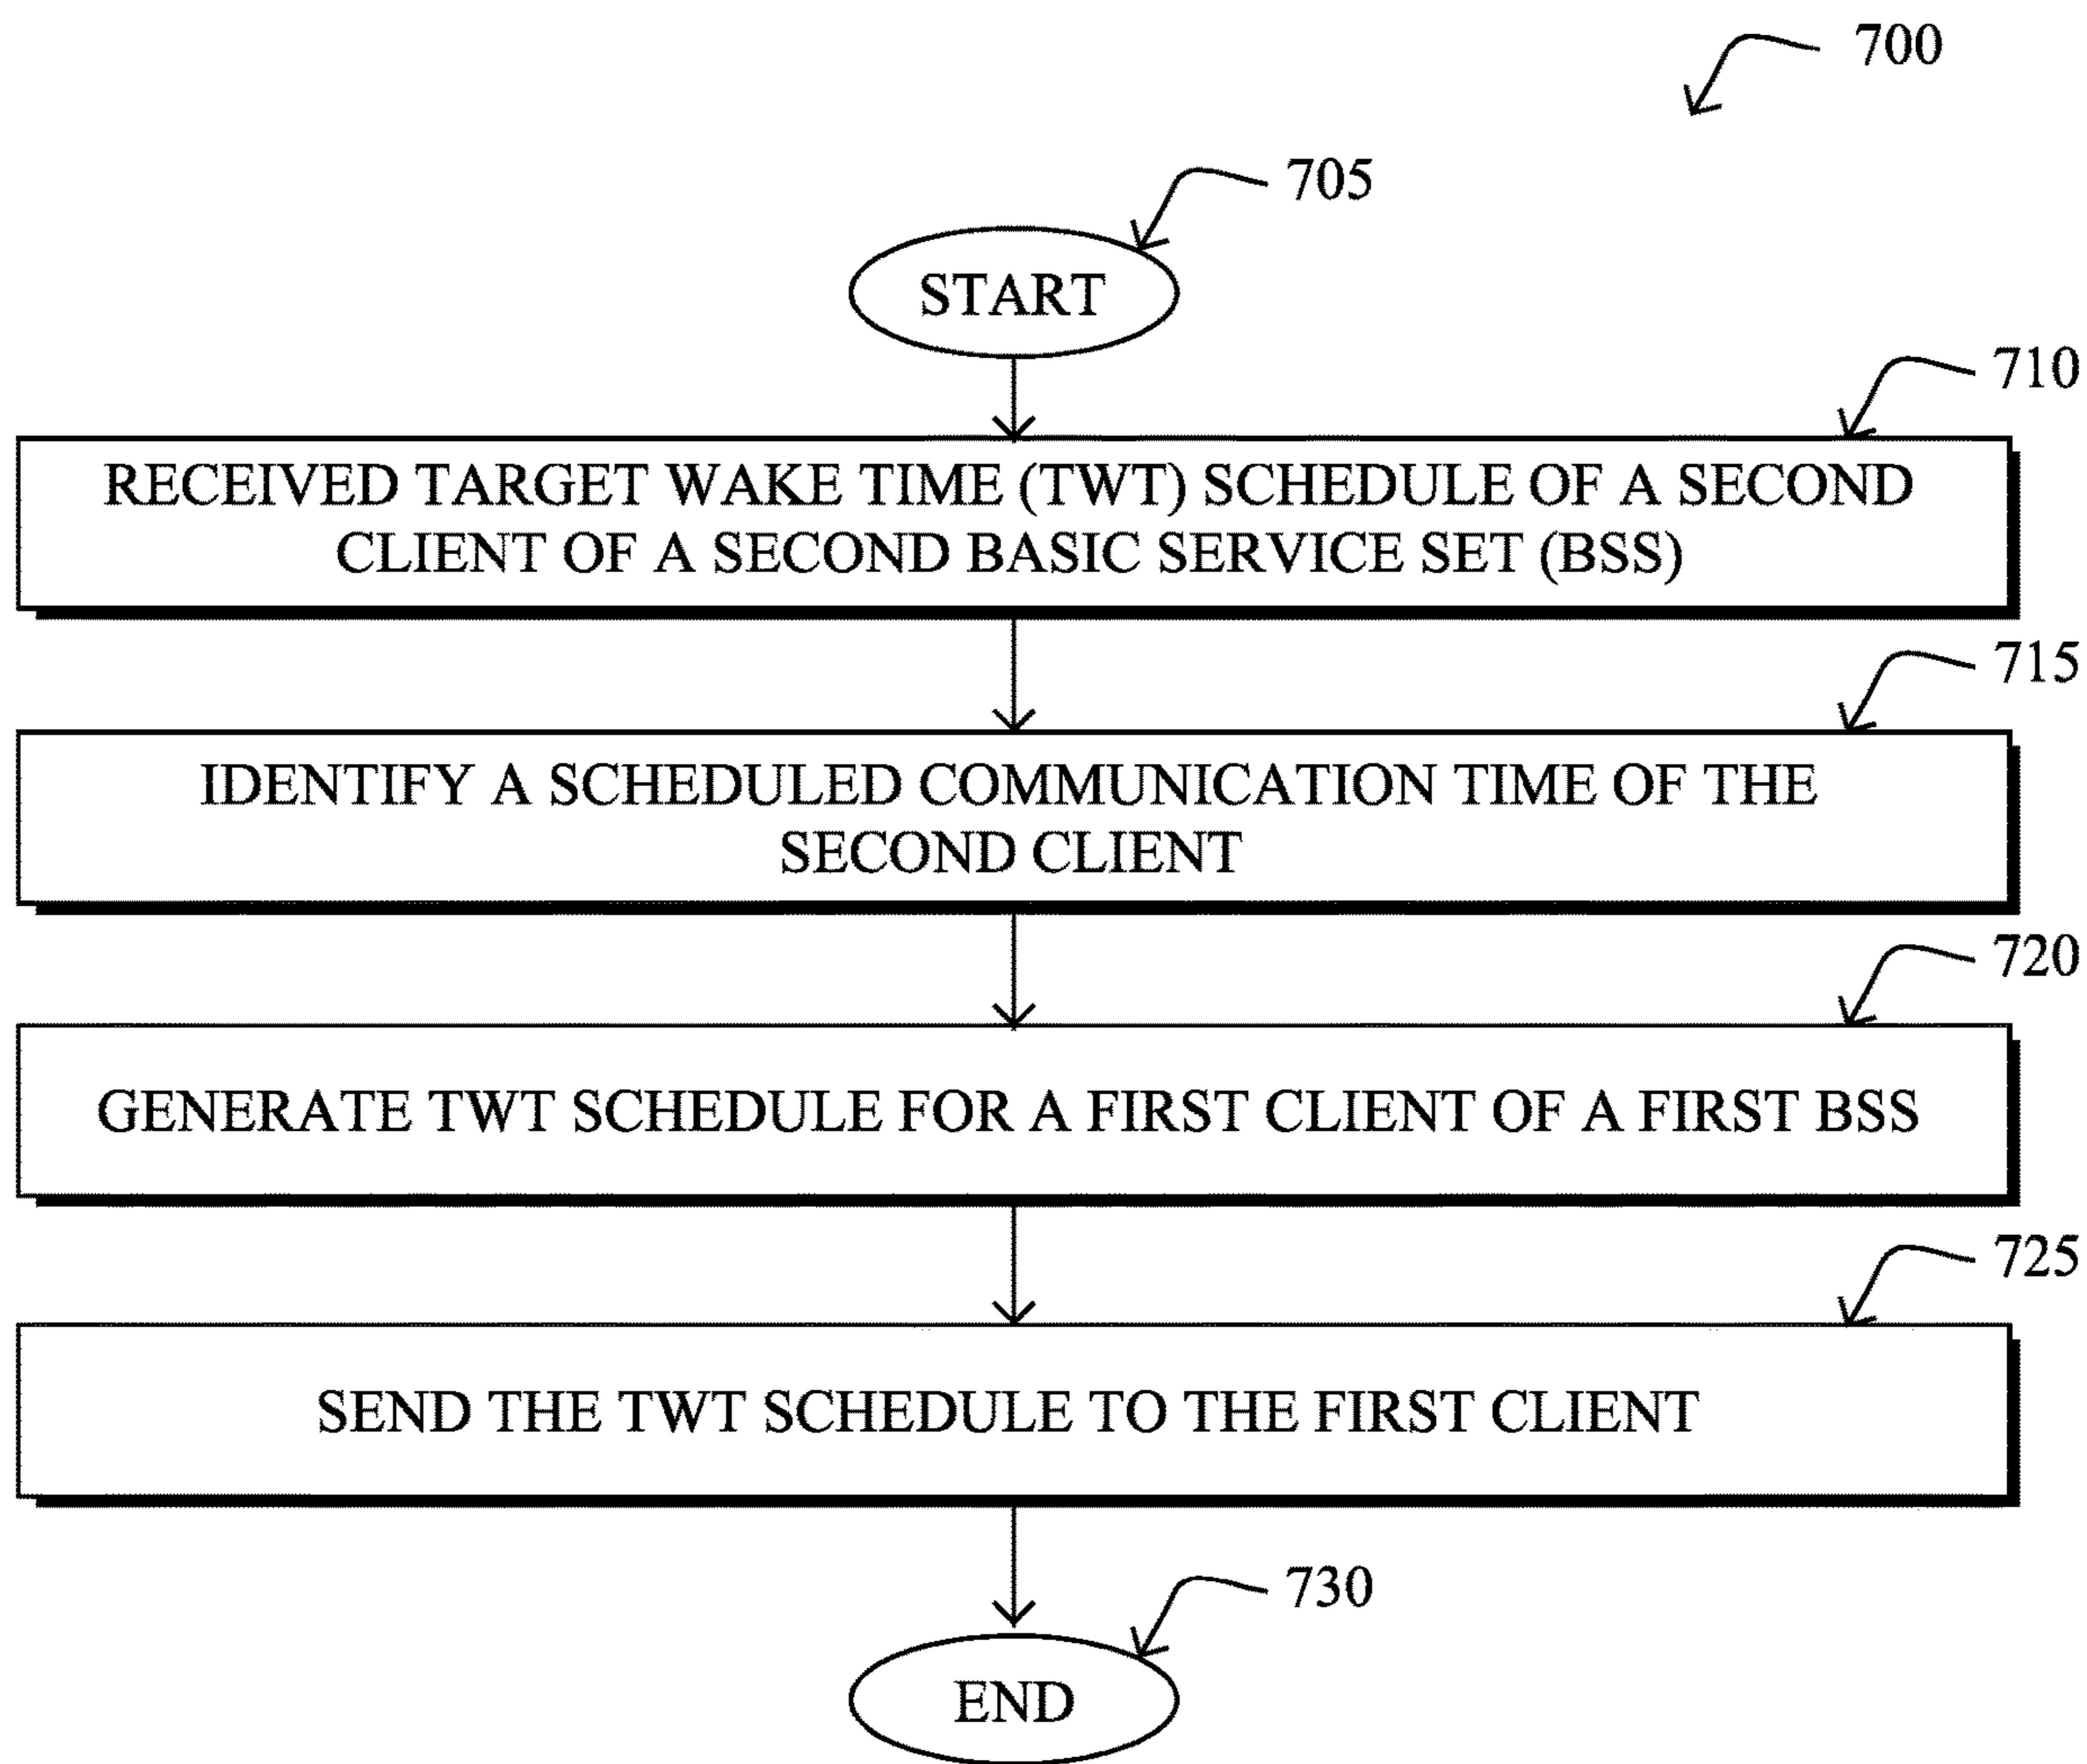 700
705
START
710
RECEIVED TARGET WAKE TIME (TWT) SCHEDULE OF A SECOND
CLIENT OF A SECOND BASIC SERVICE SET (BSS)
715
IDENTIFY A SCHEDULED COMMUNICATION TIME OF THE
SECOND CLIENT
720
GENERATE TWT SCHEDULE FOR A FIRST CLIENT OF A FIRST BSS
725
SEND THE TWT SCHEDULE TO THE FIRST CLIENT
730
END